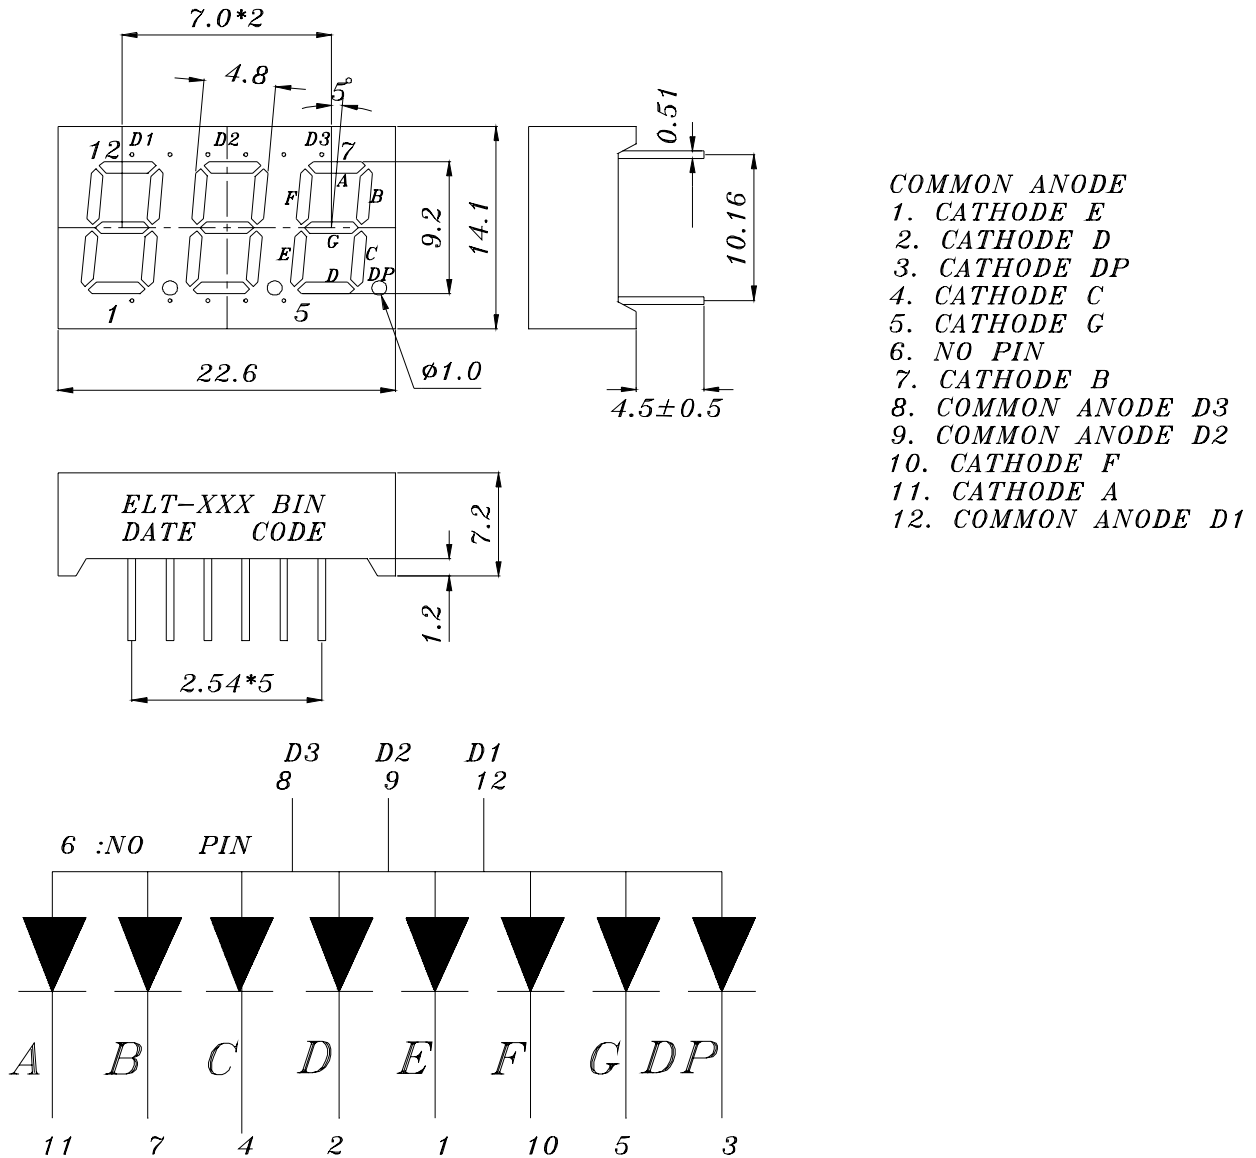 7.0*2
4.8
5°
D1 D2 D3
12 7
A
F B
G
E C
D DP
1 5
9.2
14.1
22.6
ø1.0
0.51
10.16
4.5±0.5
COMMON ANODE
1. CATHODE E
2. CATHODE D
3. CATHODE DP
4. CATHODE C
5. CATHODE G
6. NO PIN
7. CATHODE B
8. COMMON ANODE D3
9. COMMON ANODE D2
10. CATHODE F
11. CATHODE A
12. COMMON ANODE D1
ELT-XXX BIN
DATE CODE
7.2
1.2
2.54*5
D3 D2 D1
8 9 12
6 :NO PIN
A B C D E F G DP
11 7 4 2 1 10 5 3